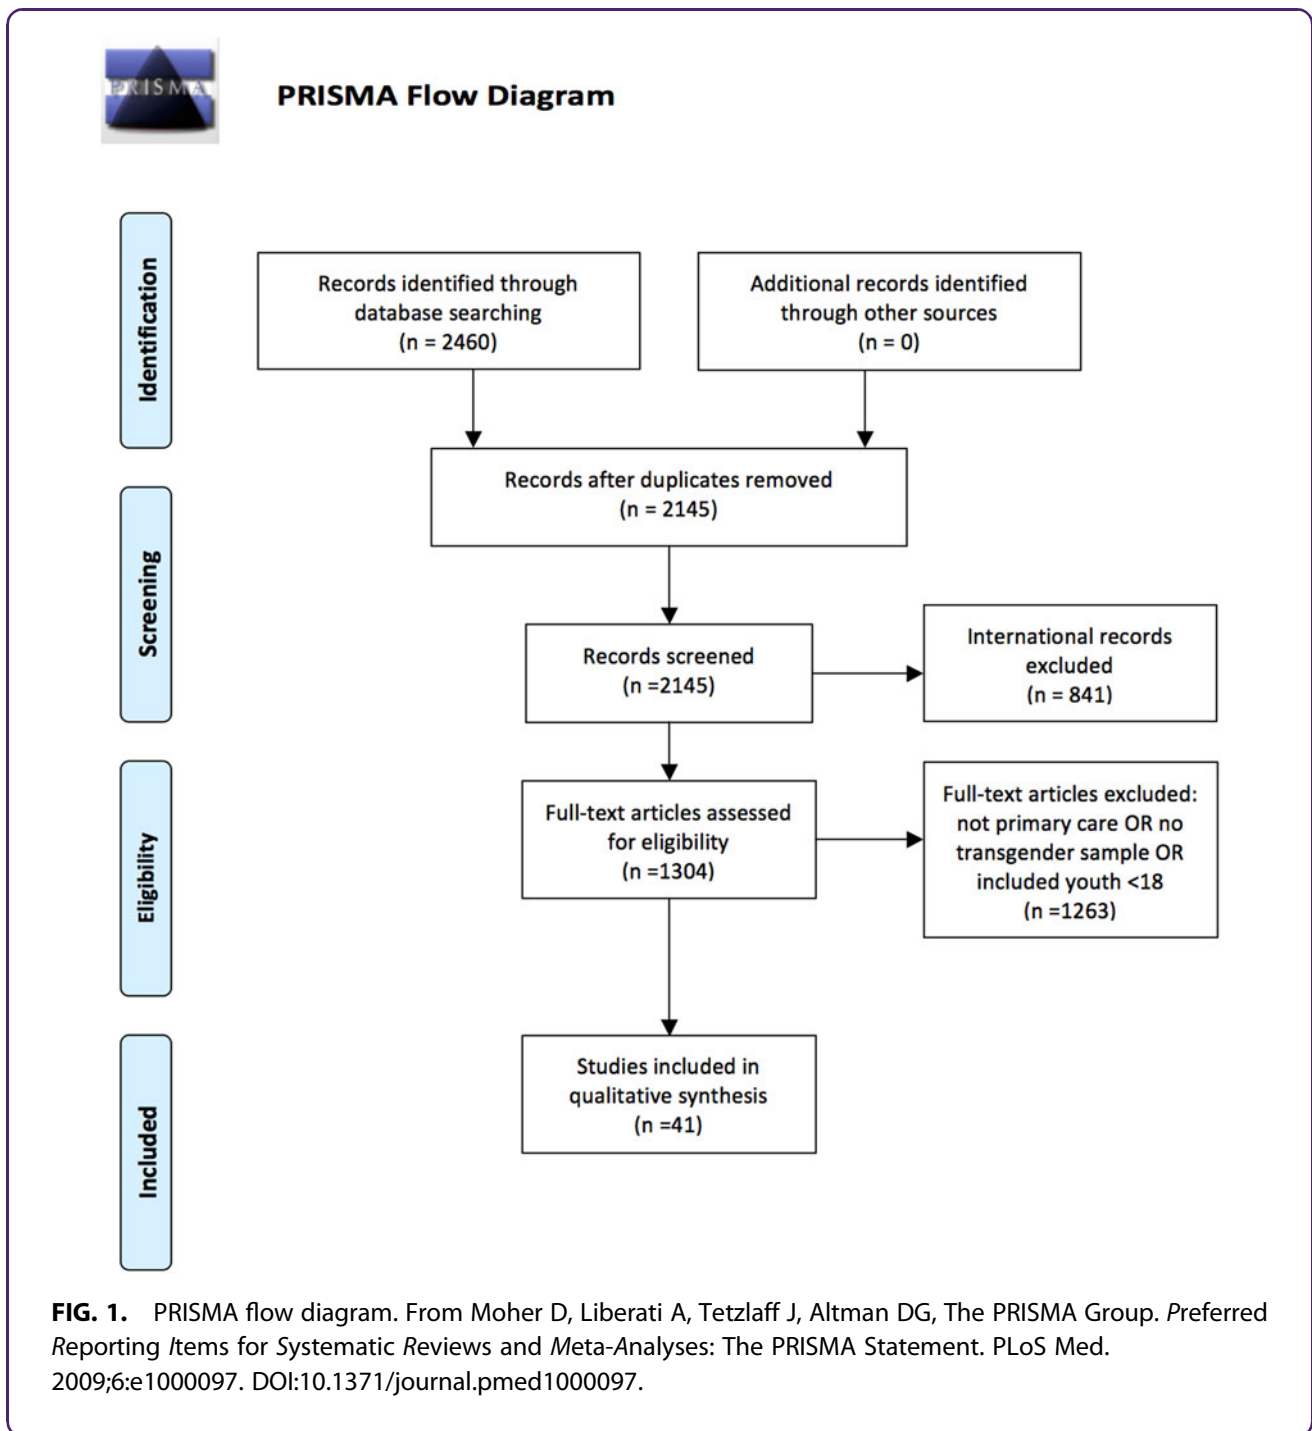 PRISMA
PRISMA Flow Diagram
Identification
Records identified through
database searching
(n = 2460)
Additional records identified
through other sources
(n = 0)
Records after duplicates removed
(n = 2145)
Screening
Records screened
(n =2145)
International records
excluded
(n = 841)
Eligibility
Full-text articles assessed
for eligibility
(n =1304)
Full-text articles excluded:
not primary care OR no
transgender sample OR
included youth <18
(n =1263)
Included
Studies included in
qualitative synthesis
(n =41)
FIG. 1. PRISMA flow diagram. From Moher D, Liberati A, Tetzlaff J, Altman DG, The PRISMA Group. Preferred
Reporting Items for Systematic Reviews and Meta-Analyses: The PRISMA Statement. PLoS Med.
2009;6:e1000097. DOI:10.1371/journal.pmed1000097.